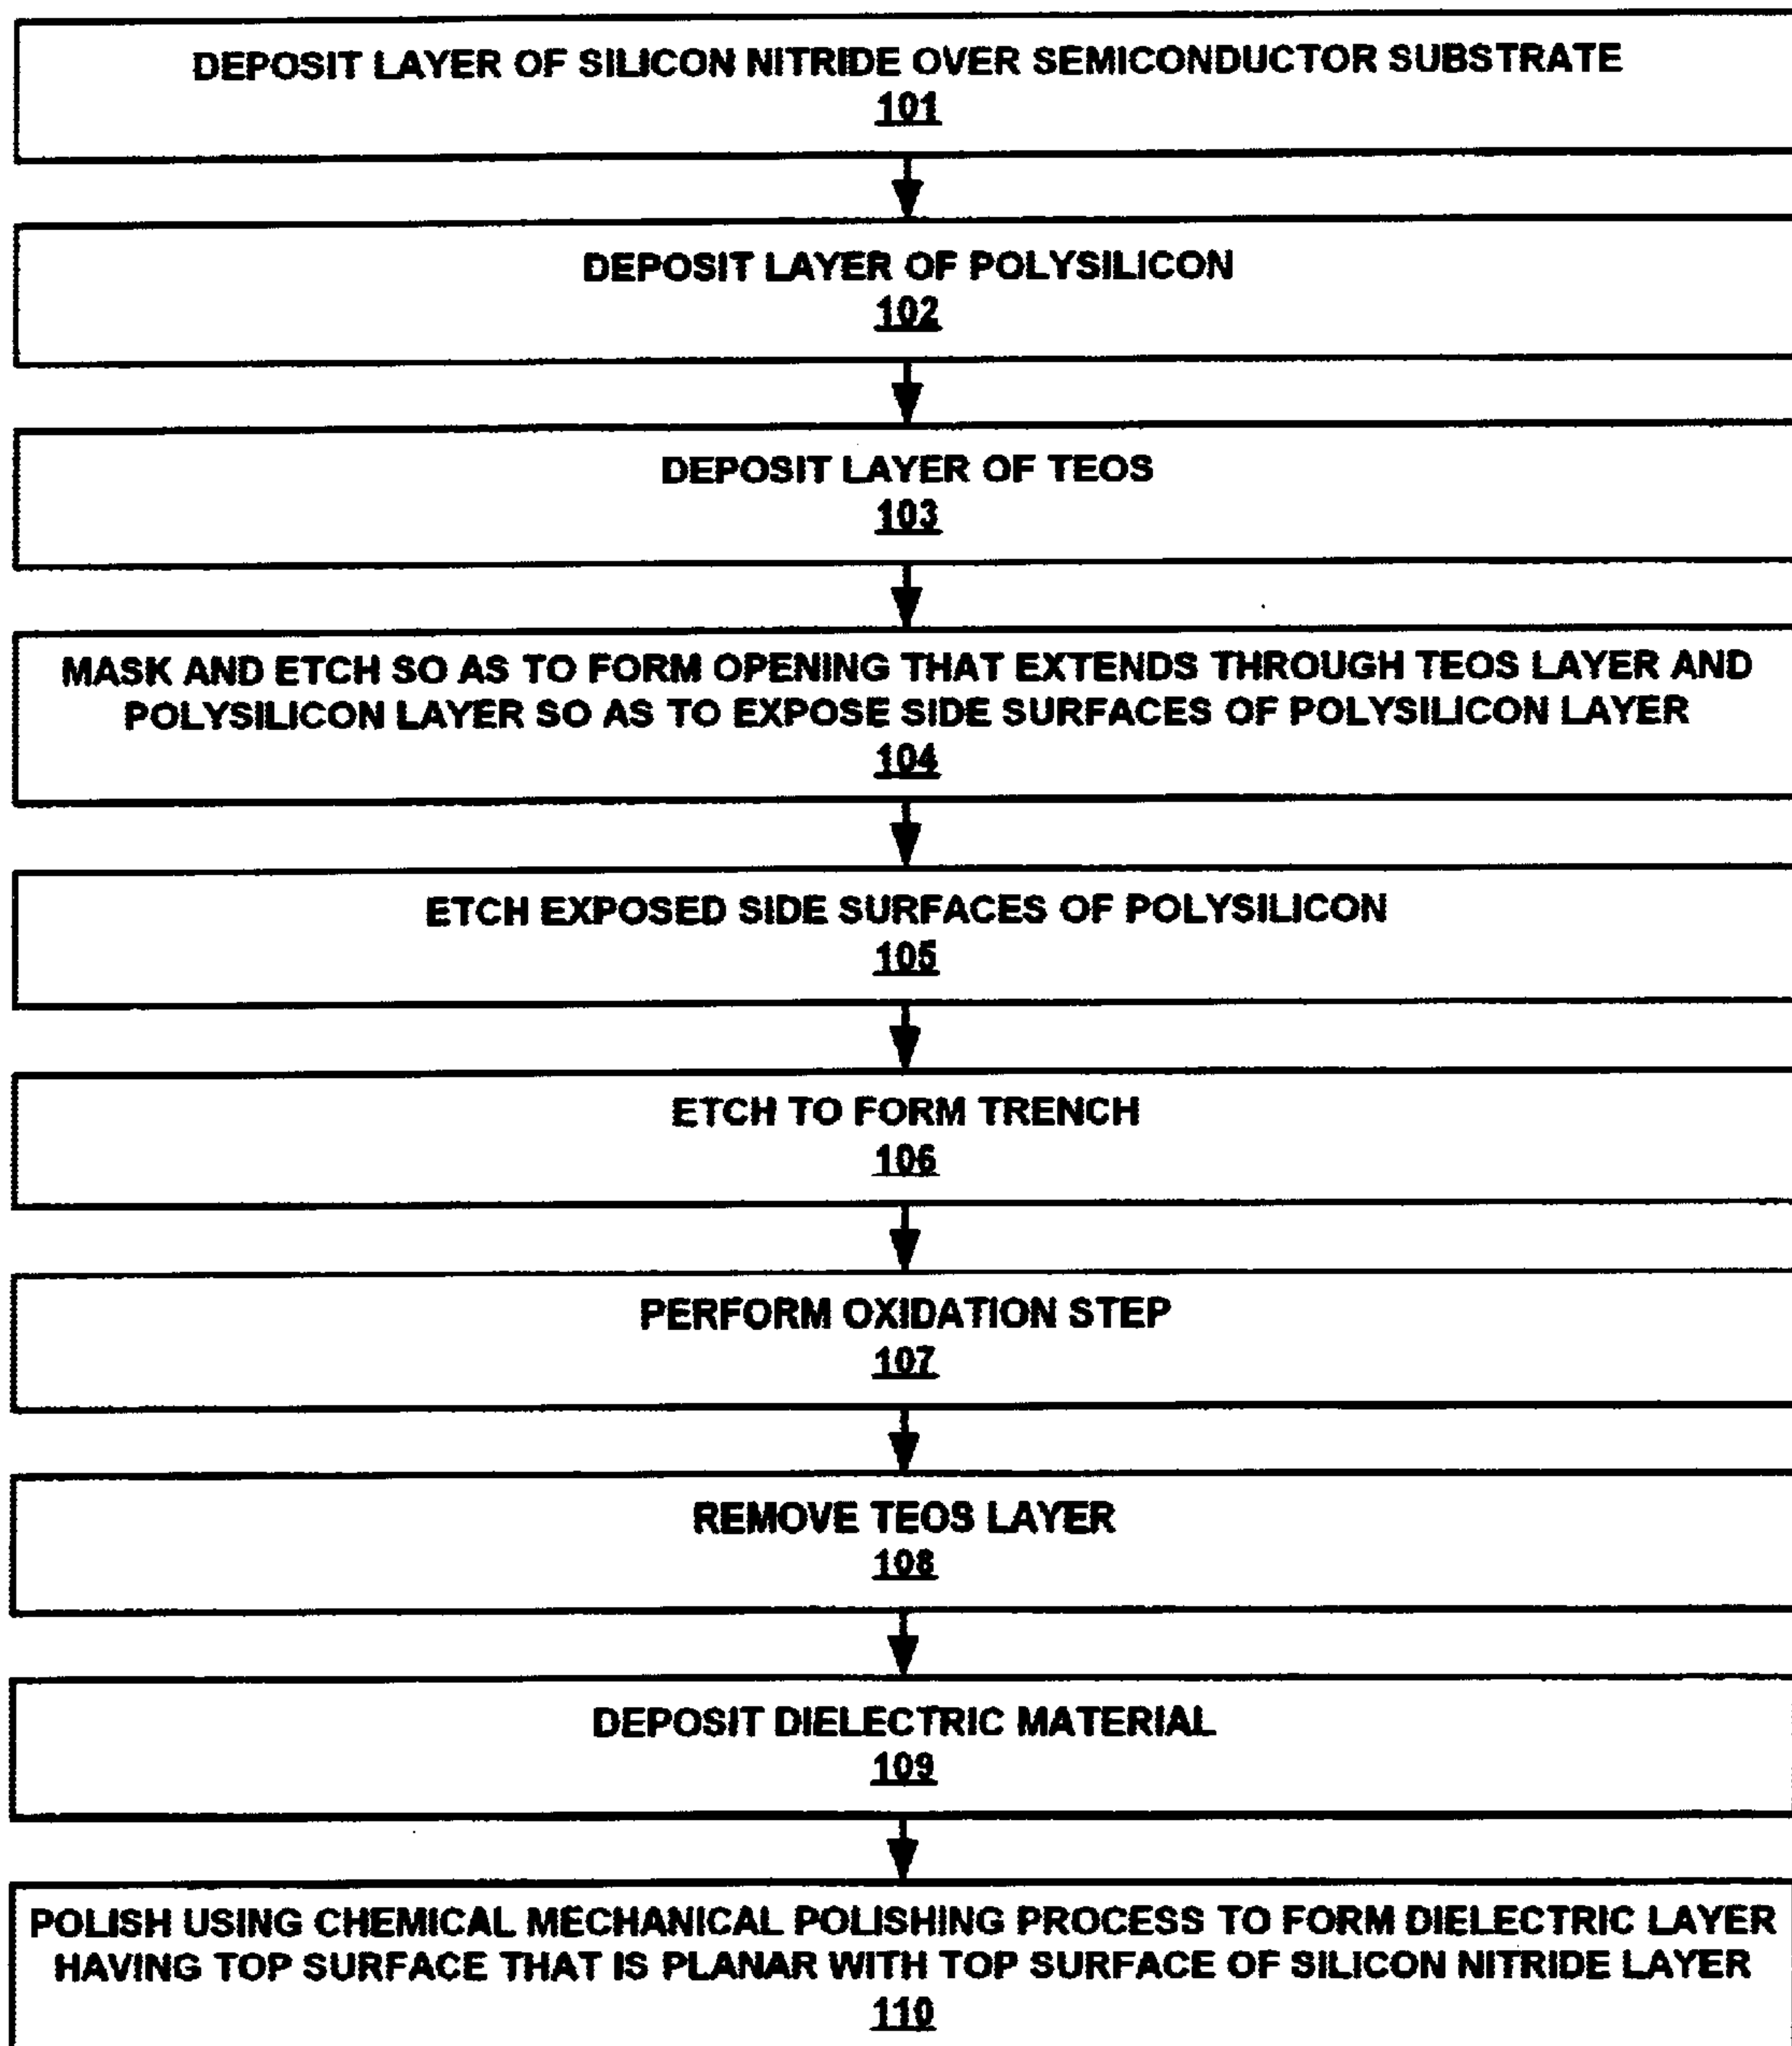 DEPOSIT LAYER OF SILICON NITRIDE OVER SEMICONDUCTOR SUBSTRATE
101
DEPOSIT LAYER OF POLYSILICON
102
DEPOSIT LAYER OF TEOS
103
MASK AND ETCH SO AS TO FORM OPENING THAT EXTENDS THROUGH TEOS LAYER AND
POLYSILICON LAYER SO AS TO EXPOSE SIDE SURFACES OF POLYSILICON LAYER
104
ETCH EXPOSED SIDE SURFACES OF POLYSILICON
105
ETCH TO FORM TRENCH
106
PERFORM OXIDATION STEP
107
REMOVE TEOS LAYER
108
DEPOSIT DIELECTRIC MATERIAL
109
POLISH USING CHEMICAL MECHANICAL POLISHING PROCESS TO FORM DIELECTRIC LAYER
HAVING TOP SURFACE THAT IS PLANAR WITH TOP SURFACE OF SILICON NITRIDE LAYER
110